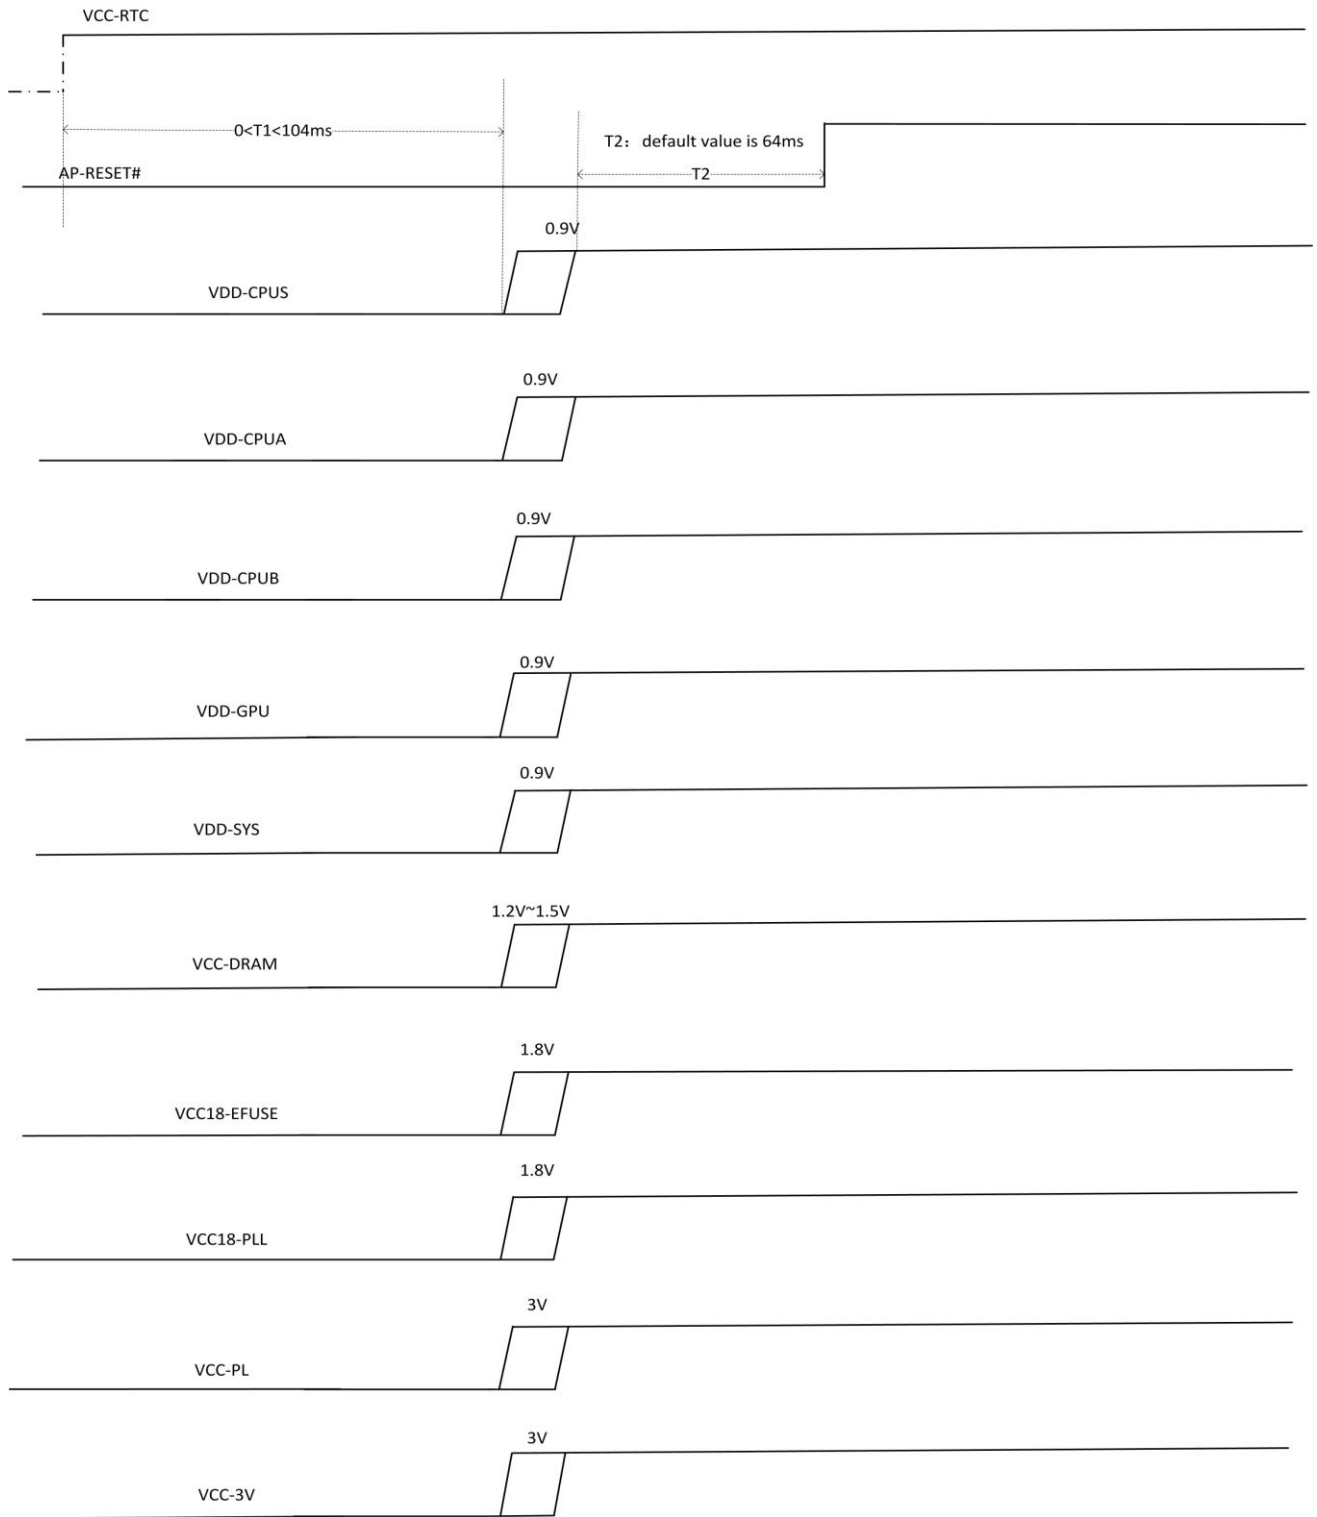 VCC-RTC
0<T1<104ms
T2： default value is 64ms
AP-RESET#
T2
0.9V
VDD-CPUS
0.9V
VDD-CPUA
0.9V
VDD-CPUB
0.9V
VDD-GPU
0.9V
VDD-SYS
1.2V~1.5V
VCC-DRAM
1.8V
VCC18-EFUSE
1.8V
VCC18-PLL
3V
VCC-PL
3V
VCC-3V